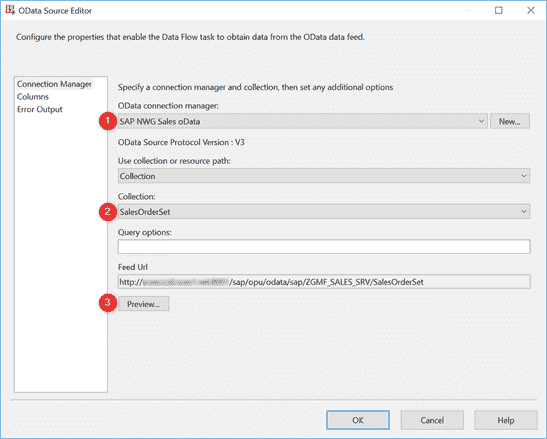 OData Source Editor
Configure the properties that enable the Data Flow task to obtain data from the OData data feed.
Connection Manager
Columns
Error Output
Specify a connection manager and collection, then set any additional options
OData connection manager:
1 SAP NWG Sales oData New...
OData Source Protocol Version : V3
Use collection or resource path:
Collection
Collection:
2 SalesOrderSet
Query options:
Feed Url
http:// /sap/opu/odata/sap/ZGMF_SALES_SRV/SalesOrderSet
3 Preview...
OK Cancel Help